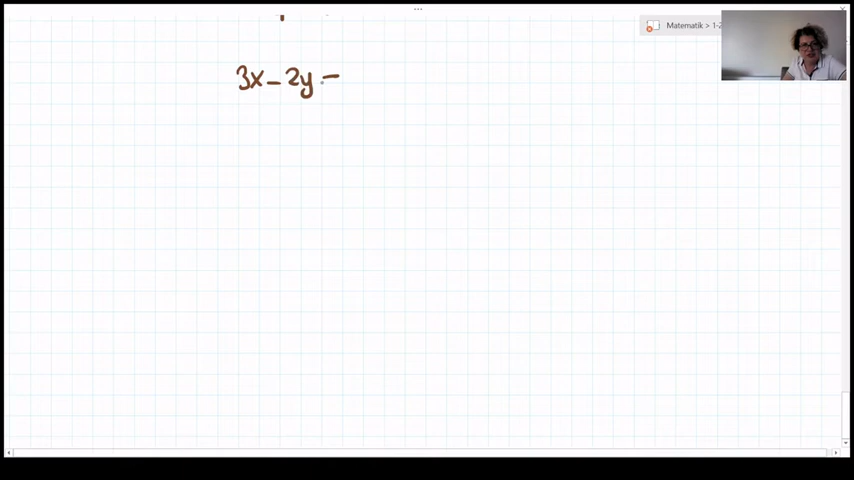 Matematik > 1-2
3x - 2y =